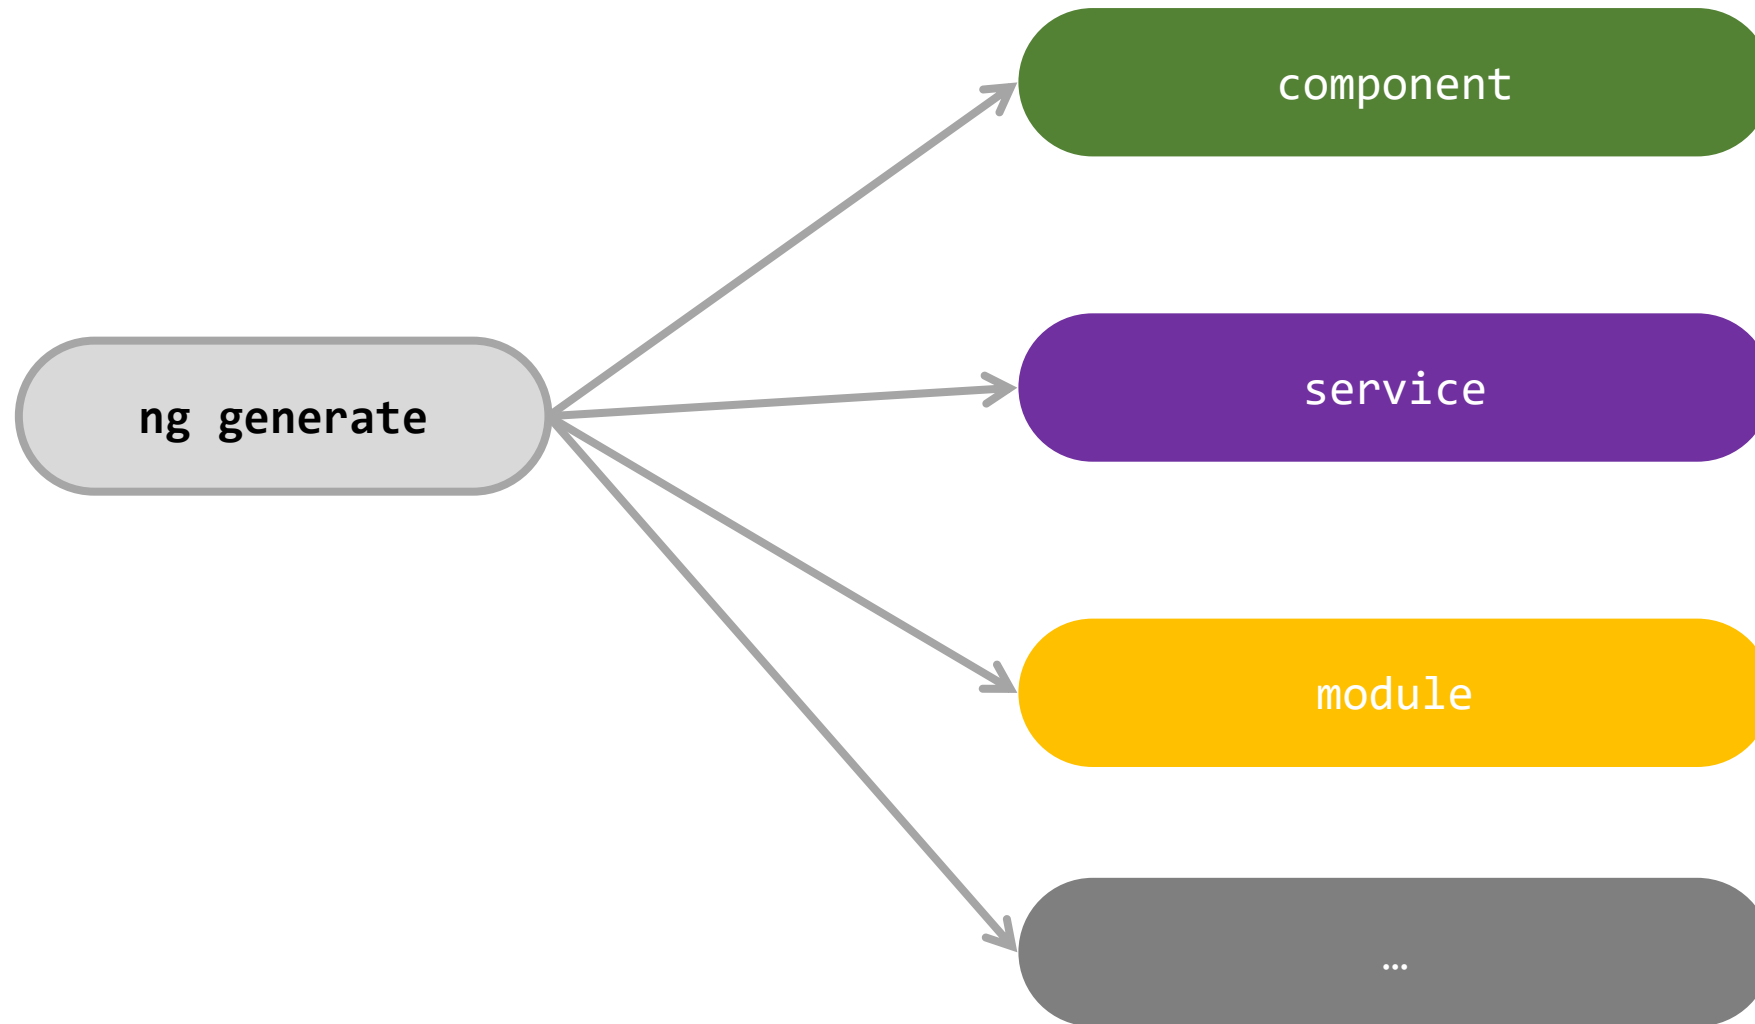 component
service
ng generate
module
…